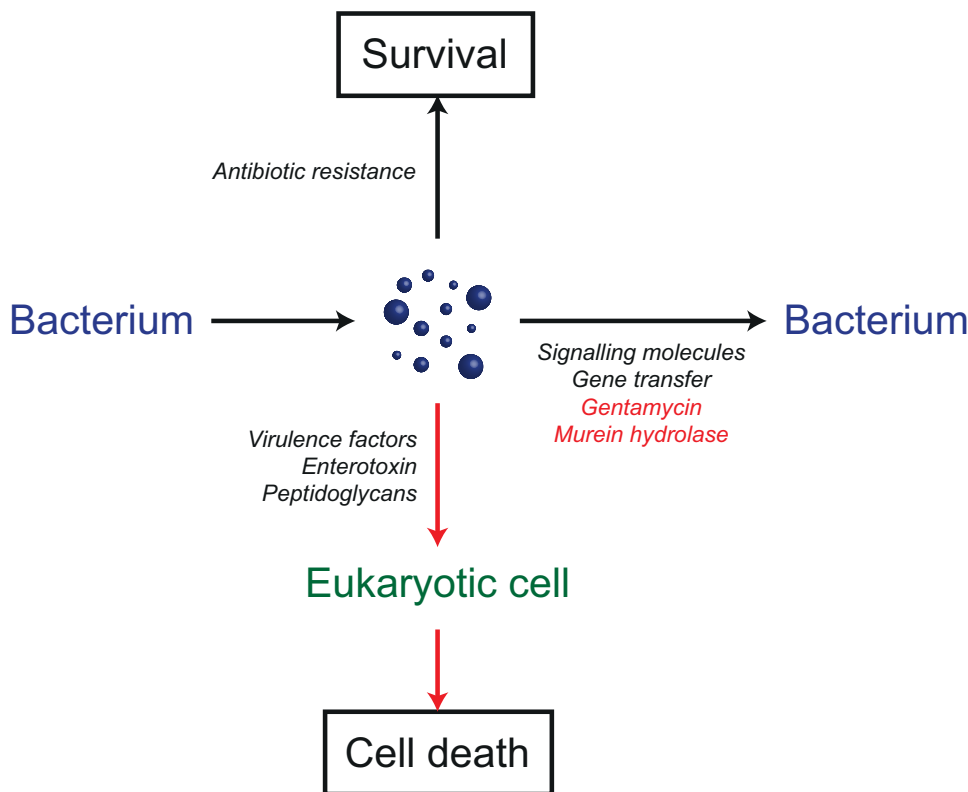 Survival
Antibiotic resistance
Bacterium
Bacterium
Signalling molecules
Gene transfer
Gentamycin
Murein hydrolase
Virulence factors
Enterotoxin
Peptidoglycans
Eukaryotic cell
Cell death